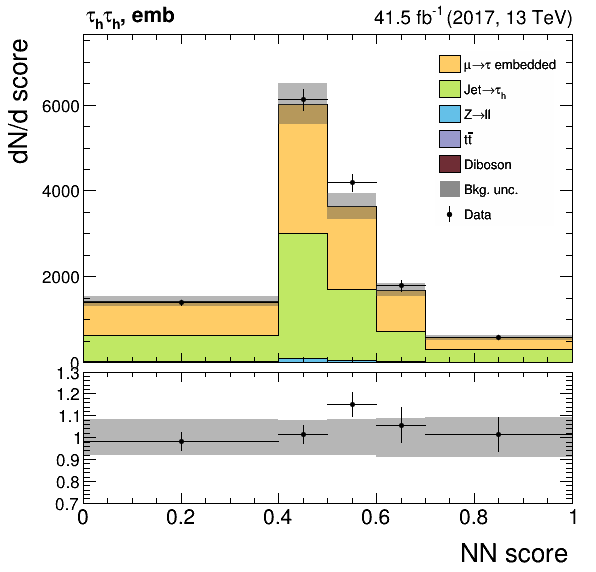 τhτh, emb
41.5 fb-1 (2017, 13 TeV)
dN/d score
6000
4000
2000
0
μ→τ embedded
Jet→τh
Z→ll
tt̄
Diboson
Bkg. unc.
Data
1.3
1.2
1.1
1
0.9
0.8
0.7
0
0.2
0.4
0.6
0.8
1
NN score